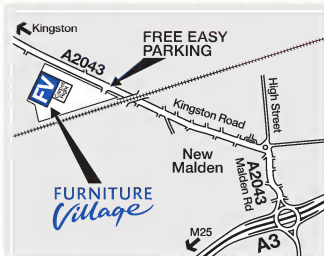 Kingston
A2043
FREE EASY
PARKING
FV
Kingston Road
High Street
New
Malden
A2043
Malden Rd
FURNITURE
Village
M25
A3